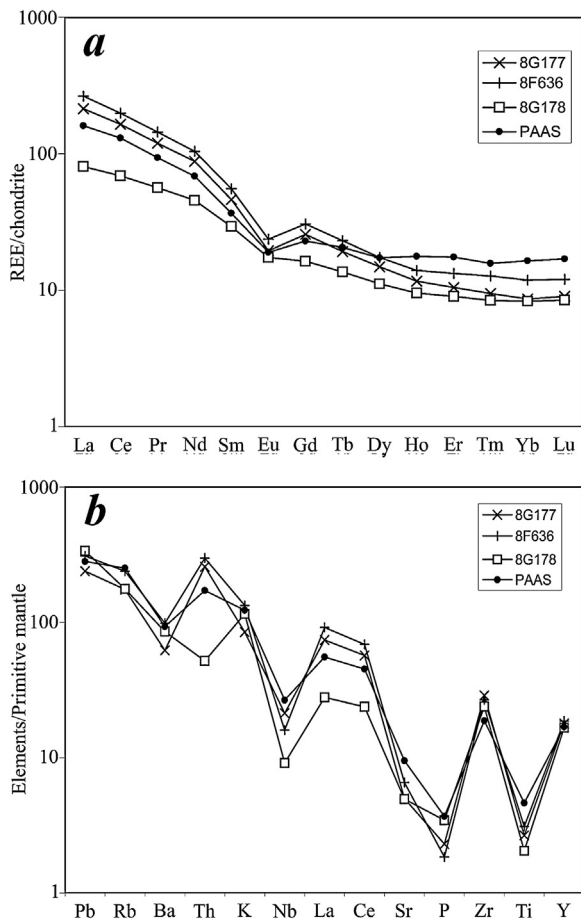 a
1000
100
10
1
REE/chondrite
8G177
8F636
8G178
PAAS
La Ce Pr Nd Sm Eu Gd Tb Dy Ho Er Tm Yb Lu
b
1000
100
10
1
Elements/Primitive mantle
8G177
8F636
8G178
PAAS
Pb Rb Ba Th K Nb La Ce Sr P Zr Ti Y